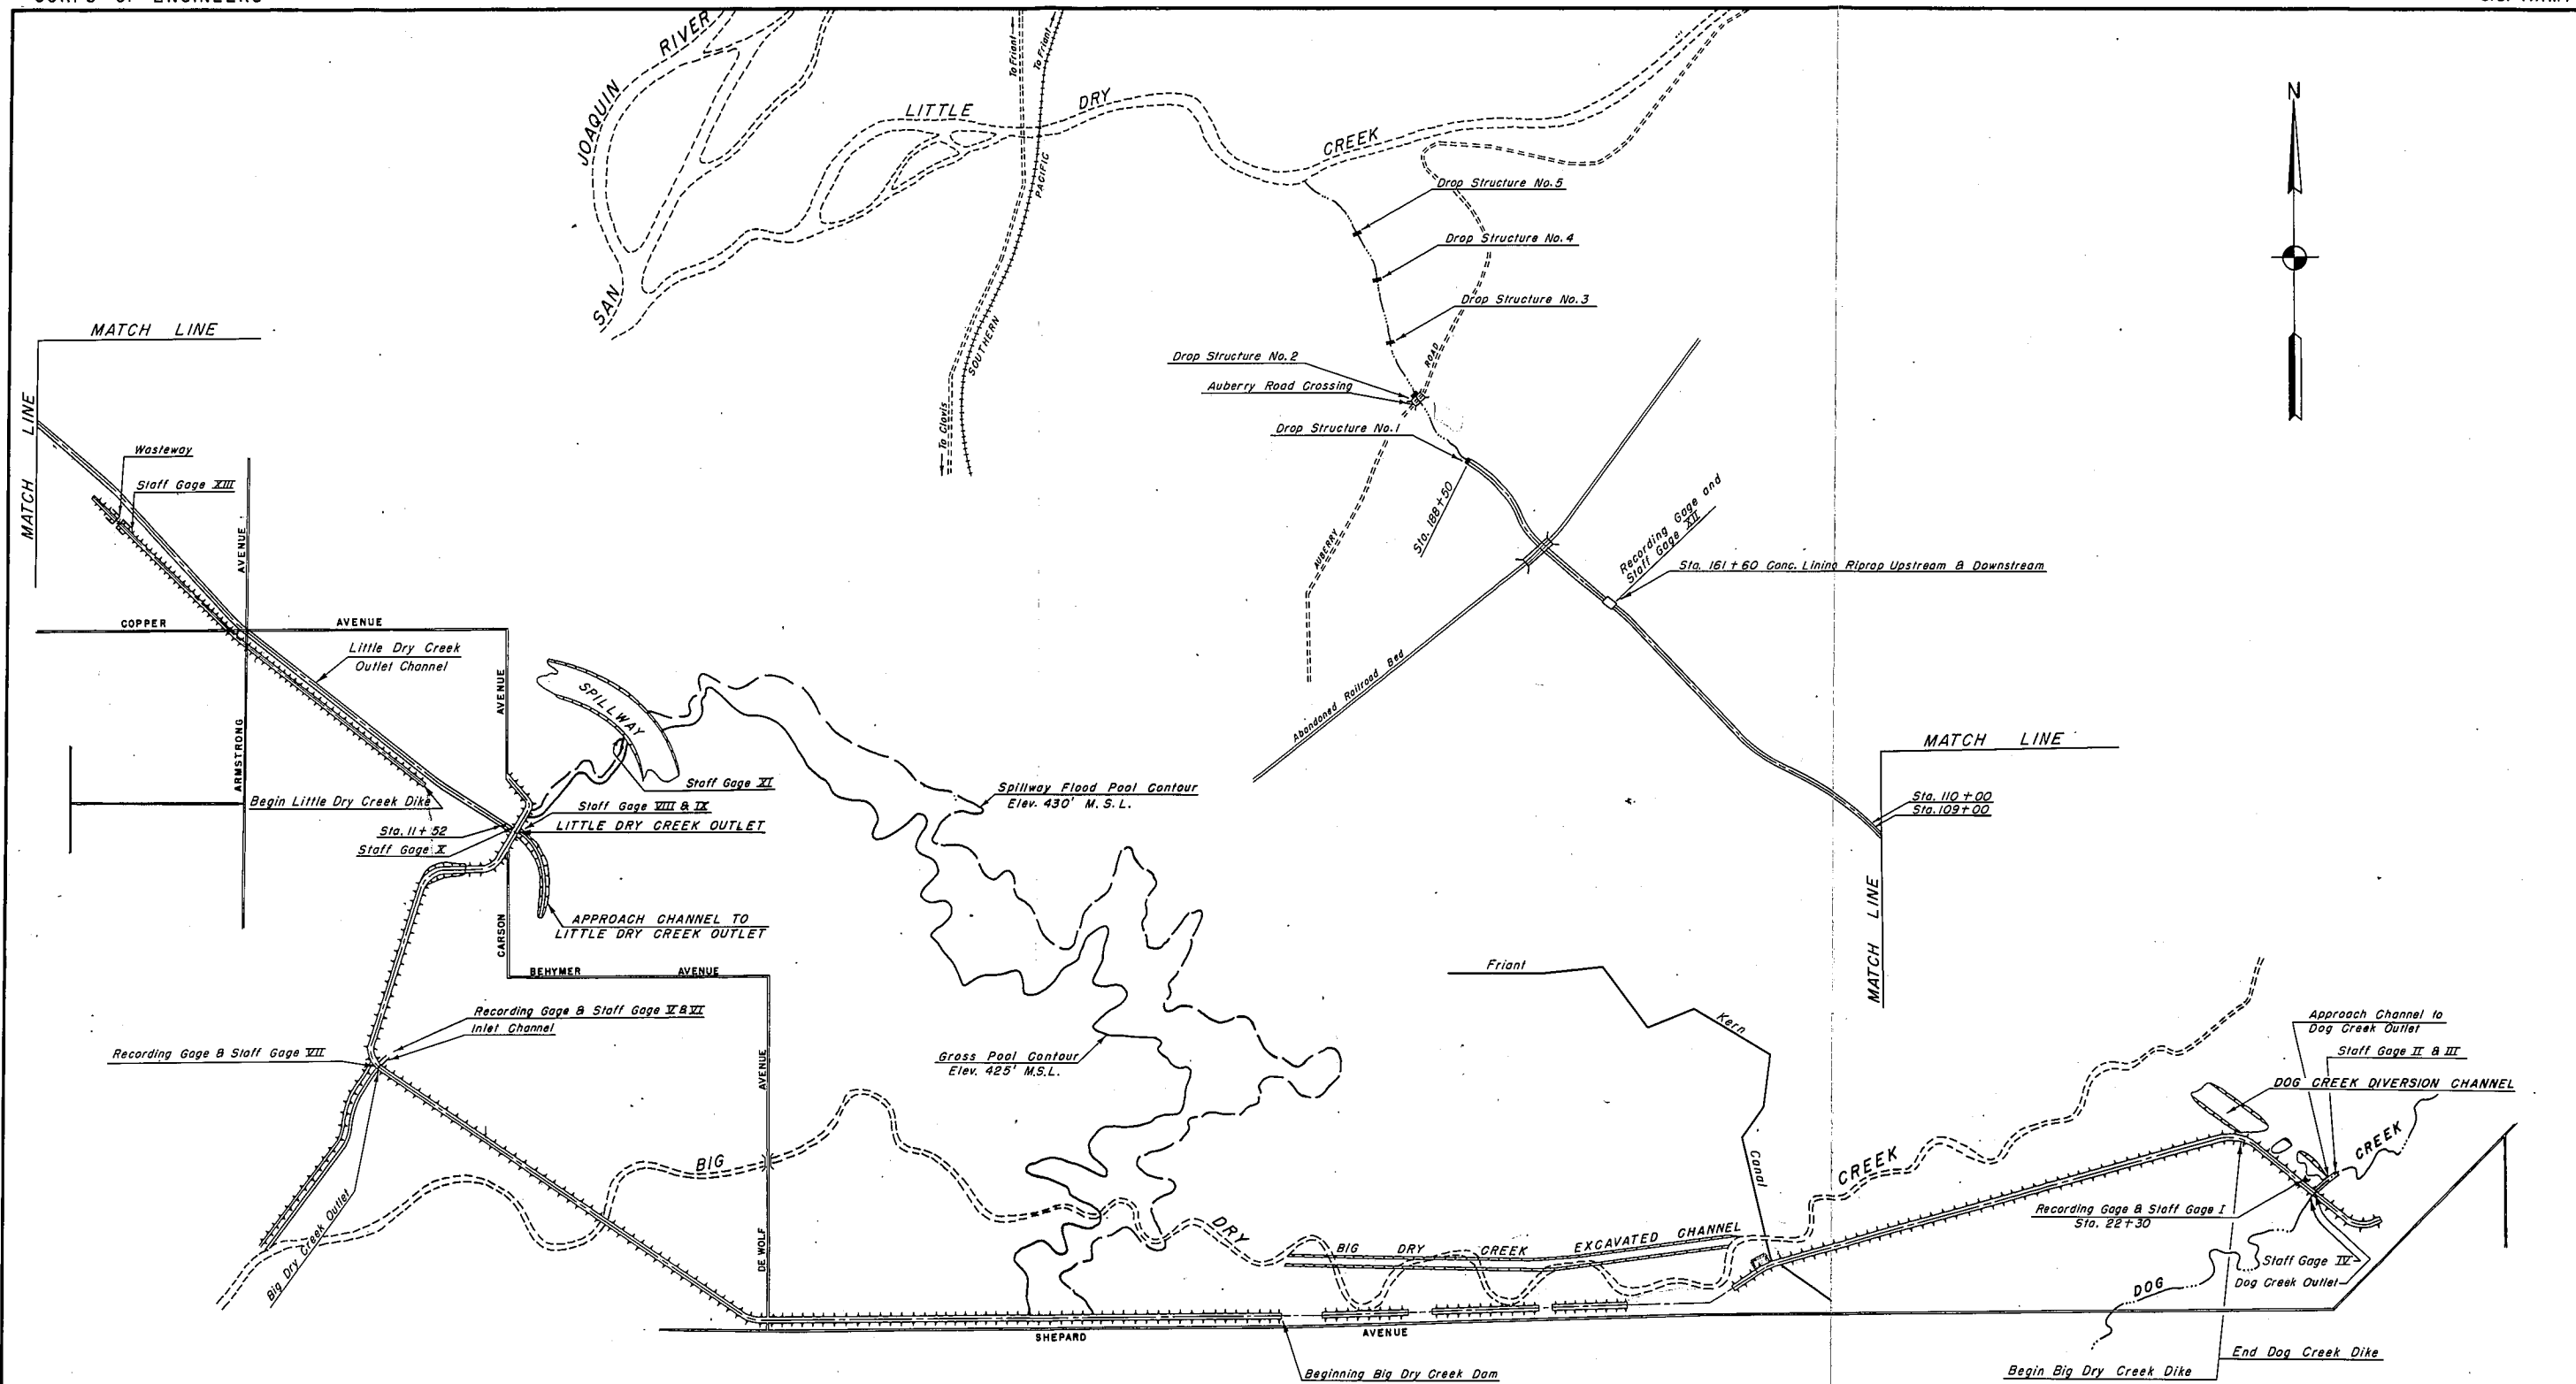 CORPS OF ENGINEERS
SAN JOAQUIN RIVER
LITTLE DRY CREEK
To Friant
To Friant
SOUTHERN PACIFIC
To Clovis
N
Drop Structure No.5
Drop Structure No.4
Drop Structure No.3
Drop Structure No.2
Auberry Road Crossing
Drop Structure No.1
AUBERRY ROAD
Sta. 188+50
Recording Gage and
Staff Gage XII
Sta. 161+60 Conc. Lining Riprap Upstream & Downstream
Abandoned Railroad Bed
MATCH LINE
MATCH LINE
Sta. 110+00
Sta. 109+00
MATCH LINE
MATCH LINE
Wasteway
Staff Gage XIII
COPPER AVENUE
ARMSTRONG AVENUE
Little Dry Creek
Outlet Channel
CARSON AVENUE
SPILLWAY
Staff Gage XI
Begin Little Dry Creek Dike
Staff Gage VIII & IX
LITTLE DRY CREEK OUTLET
Sta. 11+52
Staff Gage X
APPROACH CHANNEL TO
LITTLE DRY CREEK OUTLET
Spillway Flood Pool Contour
Elev. 430' M.S.L.
BEHYMER AVENUE
DE WOLF AVENUE
Recording Gage & Staff Gage V & VI
Inlet Channel
Recording Gage & Staff Gage VII
Gross Pool Contour
Elev. 425' M.S.L.
Friant
Kern
Canal
BIG DRY CREEK
Big Dry Creek Outlet
BIG DRY CREEK EXCAVATED CHANNEL
Approach Channel to
Dog Creek Outlet
Staff Gage II & III
DOG CREEK DIVERSION CHANNEL
DOG CREEK
Recording Gage & Staff Gage I
Sta. 22+30
Staff Gage IV
Dog Creek Outlet
SHEPARD AVENUE
Beginning Big Dry Creek Dam
End Dog Creek Dike
Begin Big Dry Creek Dike